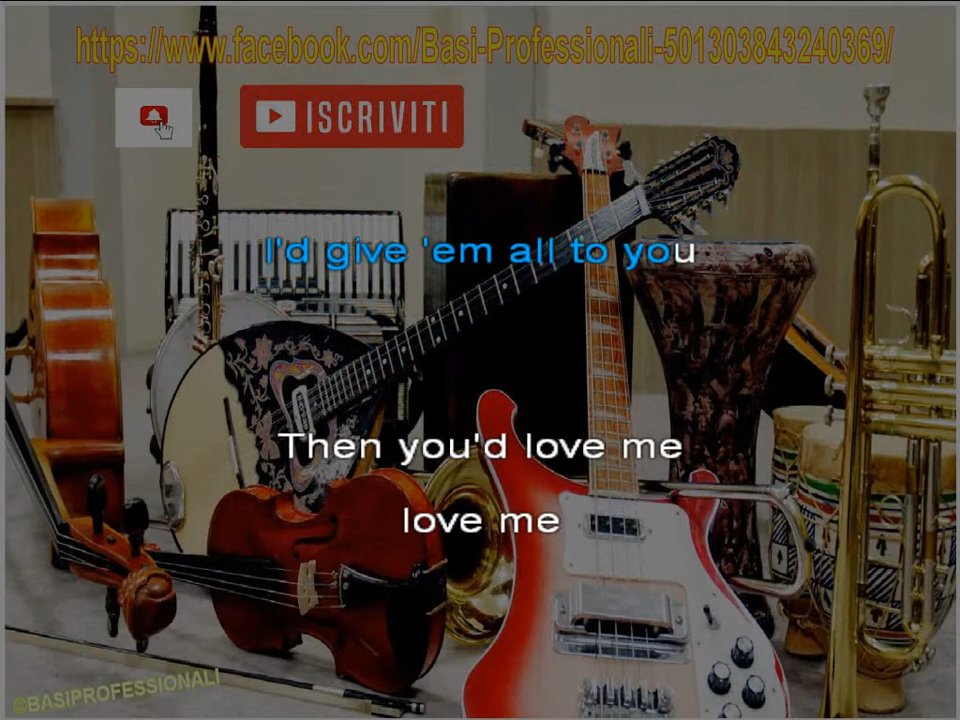 https://www.facebook.com/Basi-Professionali-501303843240369/
ISCRIVITI
I'd give 'em all to you
Then you'd love me
love me
©BASIPROFESSIONALI